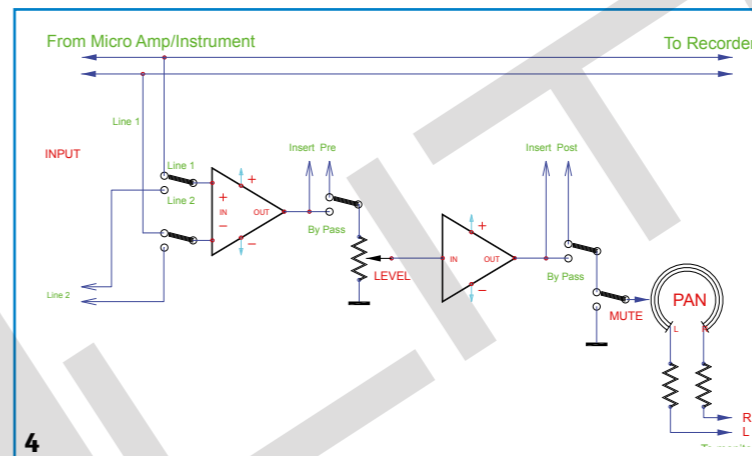 From Micro Amp/Instrument
To Recorder
Line 1
INPUT
Line 1
Line 2
Line 2
+
IN
−
OUT
+
−
Insert Pre
By Pass
LEVEL
IN
OUT
+
−
Insert Post
By Pass
MUTE
PAN
L
R
R
L
4